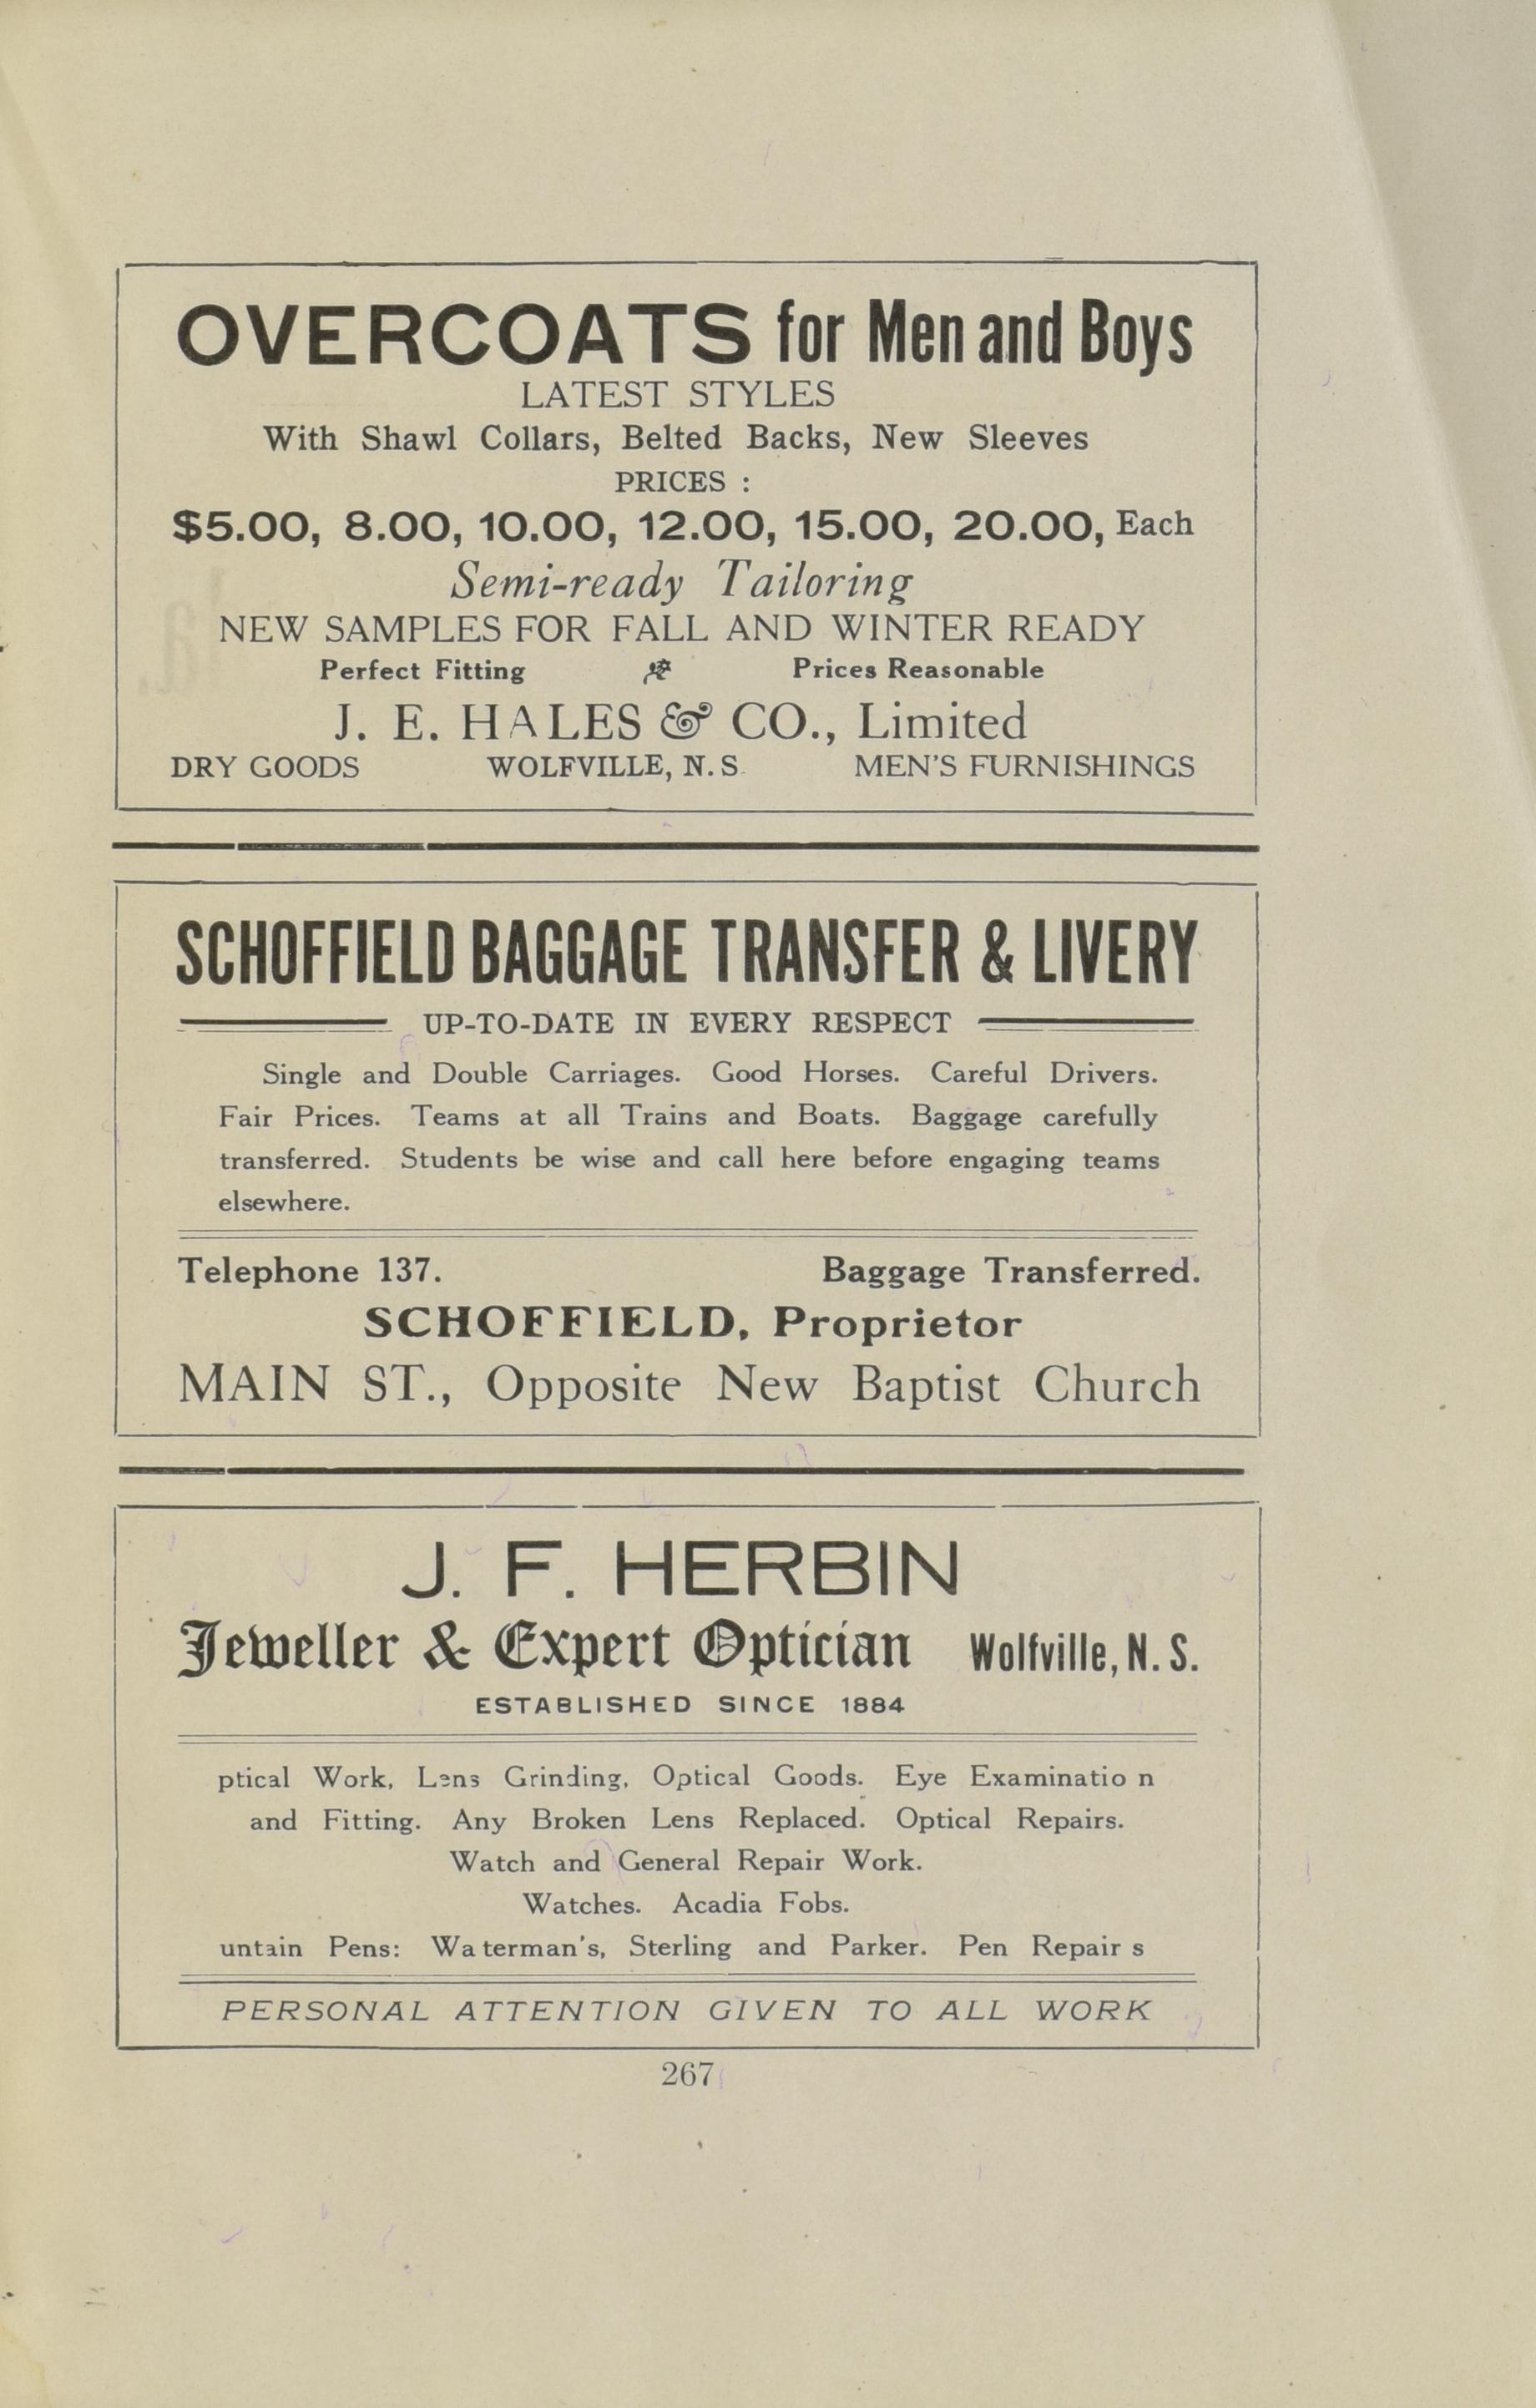 OVERCOATS for Men and Boys
LATEST STYLES
With Shawl Collars, Belted Backs, New Sleeves
PRICES :
$5.00, 8.00, 10.00, 12.00, 15.00, 20.00, Each
Semi-ready Tailoring
NEW SAMPLES FOR FALL AND WINTER READY
Perfect Fitting Prices Reasonable
J. E. HALES & CO., Limited
DRY GOODS WOLFVILLE, N. S. MEN'S FURNISHINGS
SCHOFFIELD BAGGAGE TRANSFER & LIVERY
UP-TO-DATE IN EVERY RESPECT
Single and Double Carriages. Good Horses. Careful Drivers.
Fair Prices. Teams at all Trains and Boats. Baggage carefully
transferred. Students be wise and call here before engaging teams
elsewhere.
Telephone 137. Baggage Transferred.
SCHOFFIELD, Proprietor
MAIN ST., Opposite New Baptist Church
J. F. HERBIN
Jeweller & Expert Optician Wolfville, N. S.
ESTABLISHED SINCE 1884
ptical Work, Lens Grinding, Optical Goods. Eye Examinatio n
and Fitting. Any Broken Lens Replaced. Optical Repairs.
Watch and General Repair Work.
Watches. Acadia Fobs.
untain Pens: Wa terman's, Sterling and Parker. Pen Repair s
PERSONAL ATTENTION GIVEN TO ALL WORK
267